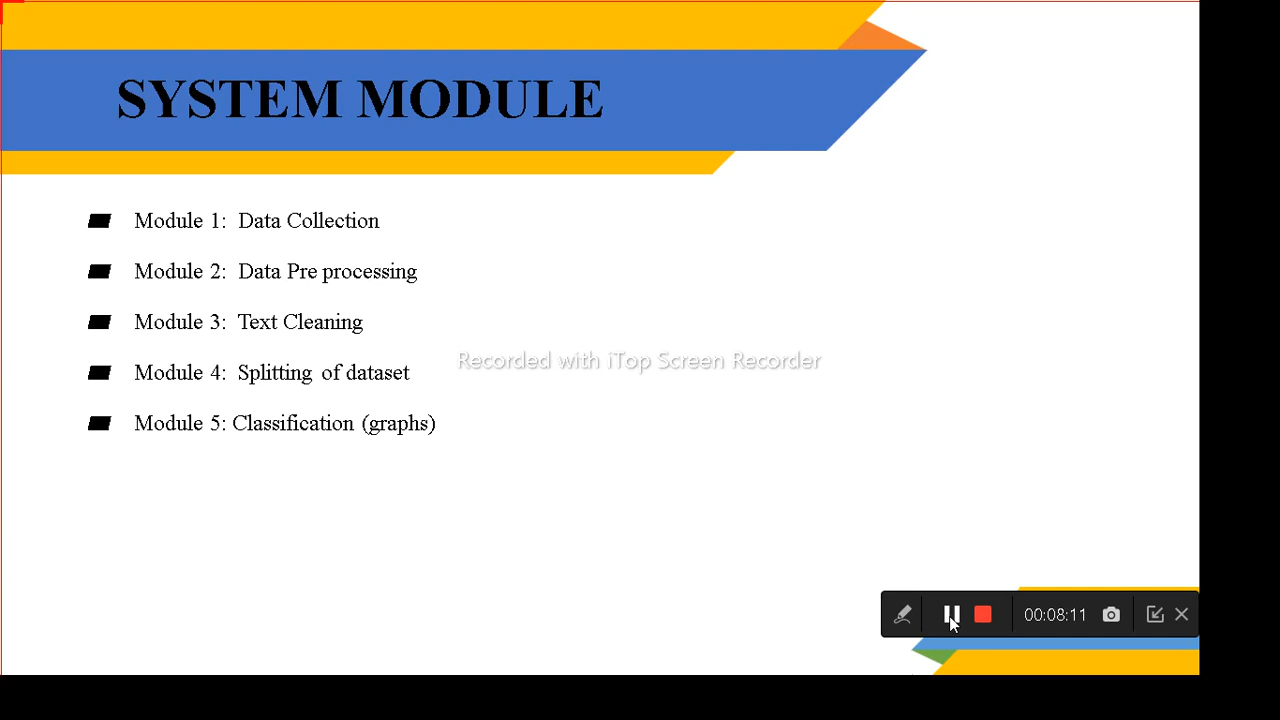 SYSTEM MODULE
Module 1: Data Collection
Module 2: Data Pre processing
Module 3: Text Cleaning
Recorded with iTop Screen Recorder
Module 4: Splitting of dataset
Module 5: Classification (graphs)
00:08:11